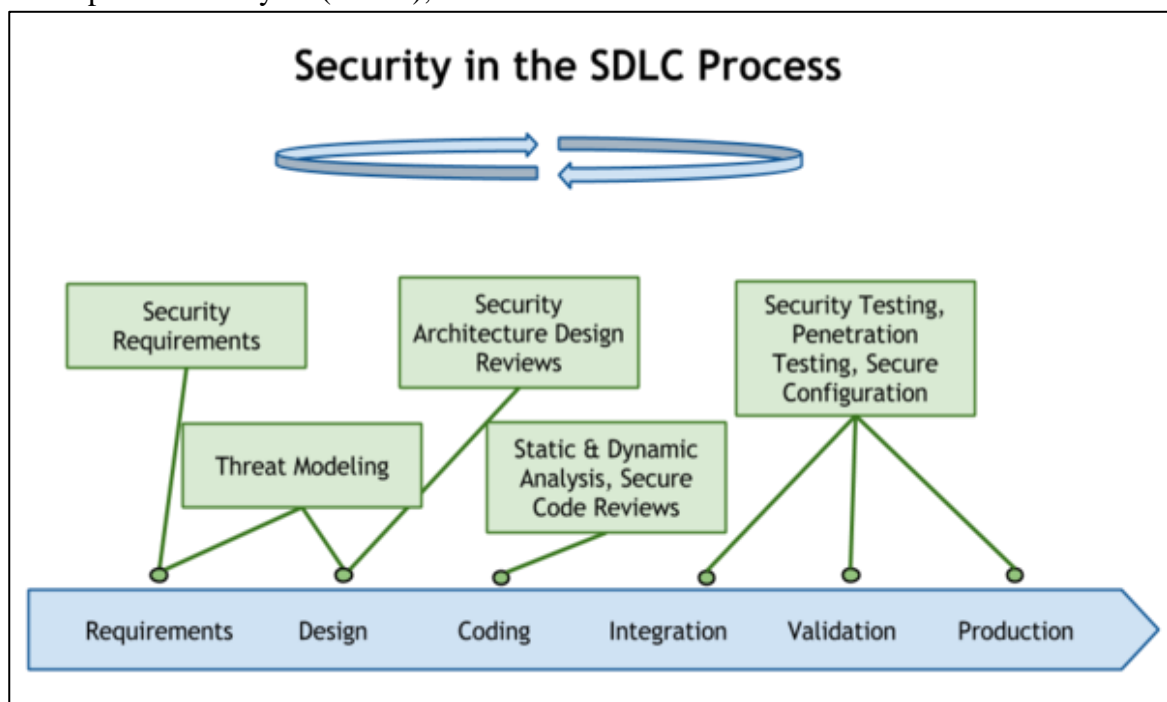 Security in the SDLC Process
Security
Requirements
Security
Architecture Design
Reviews
Security Testing,
Penetration
Testing, Secure
Configuration
Threat Modeling
Static & Dynamic
Analysis, Secure
Code Reviews
Requirements
Design
Coding
Integration
Validation
Production